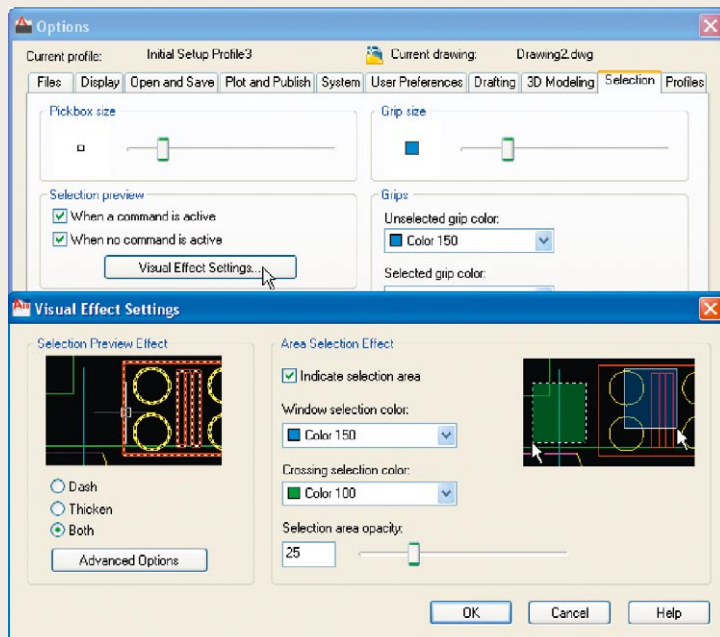 Options
Current profile: Initial Setup Profile3 Current drawing: Drawing2.dwg
Files Display Open and Save Plot and Publish System User Preferences Drafting 3D Modeling Selection Profiles
Pickbox size
Grip size
Selection preview
When a command is active
When no command is active
Visual Effect Settings...
Grips
Unselected grip color:
Color 150
Selected grip color:
Visual Effect Settings
Selection Preview Effect
Dash
Thicken
Both
Advanced Options
Area Selection Effect
Indicate selection area
Window selection color:
Color 150
Crossing selection color:
Color 100
Selection area opacity:
25
OK Cancel Help